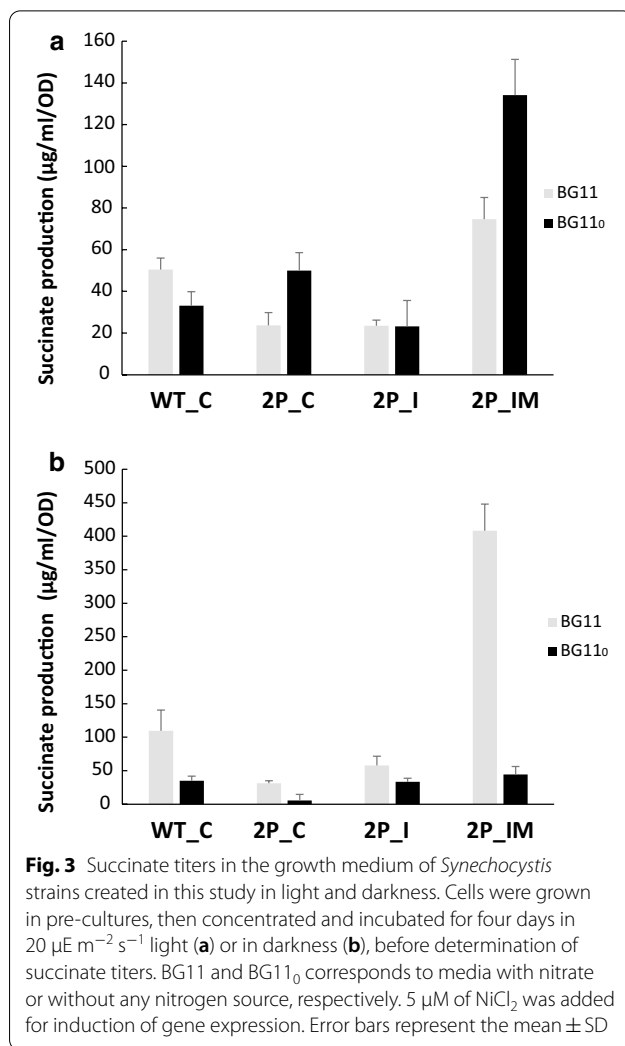 a
Succinate production (µg/ml/OD)
160
140
120
100
80
60
40
20
0
BG11
BG11₀
WT_C 2P_C 2P_I 2P_IM
b
Succinate production (µg/ml/OD)
500
450
400
350
300
250
200
150
100
50
0
BG11
BG11₀
WT_C 2P_C 2P_I 2P_IM
Fig. 3 Succinate titers in the growth medium of Synechocystis
strains created in this study in light and darkness. Cells were grown
in pre-cultures, then concentrated and incubated for four days in
20 µE m⁻² s⁻¹ light (a) or in darkness (b), before determination of
succinate titers. BG11 and BG11₀ corresponds to media with nitrate
or without any nitrogen source, respectively. 5 µM of NiCl₂ was added
for induction of gene expression. Error bars represent the mean ± SD